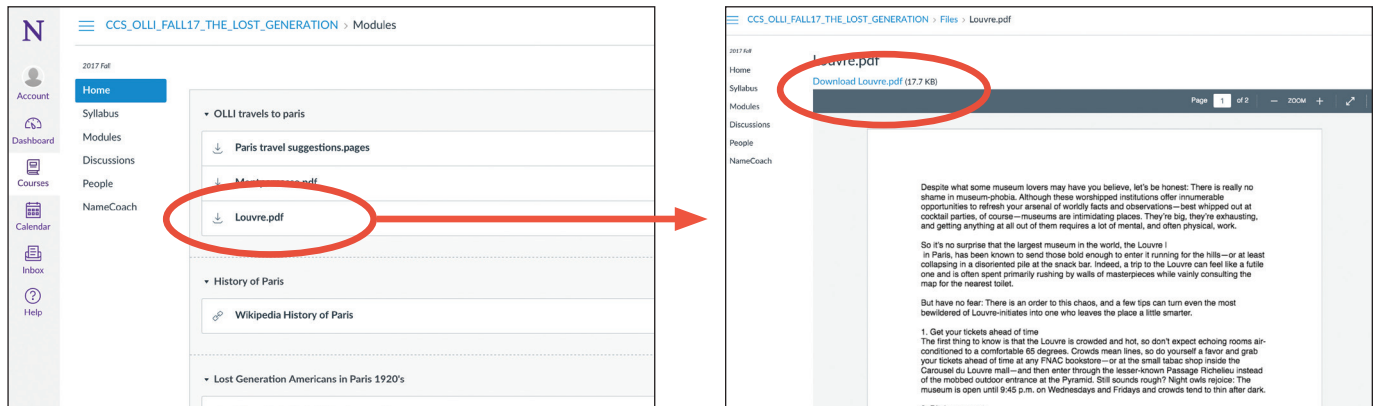 N
CCS_OLLI_FALL17_THE_LOST_GENERATION > Modules
2017 Fall
Account
Dashboard
Courses
Calendar
Inbox
Help
Home
Syllabus
Modules
Discussions
People
NameCoach
OLLI travels to paris
Paris travel suggestions.pages
Louvre.pdf
History of Paris
Wikipedia History of Paris
Lost Generation Americans in Paris 1920's
CCS_OLLI_FALL17_THE_LOST_GENERATION > Files > Louvre.pdf
2017 Fall
Home
Syllabus
Modules
Discussions
People
NameCoach
Louvre.pdf
Download Louvre.pdf (17.7 KB)
Page 1 of 2 — ZOOM +
Despite what some museum lovers may have you believe, let's be honest: There is really no
shame in museum-phobia. Although these worshipped institutions offer innumerable
opportunities to refresh your arsenal of worldly facts and observations—best whipped out at
cocktail parties, of course—museums are intimidating places. They're big, they're exhausting,
and getting anything at all out of them requires a lot of mental, and often physical, work.
So it's no surprise that the largest museum in the world, the Louvre l
in Paris, has been known to send those bold enough to enter it running for the hills—or at least
collapsing in a disoriented pile at the snack bar. Indeed, a trip to the Louvre can feel like a futile
one and is often spent primarily rushing by walls of masterpieces while vainly consulting the
map for the nearest toilet.
But have no fear: There is an order to this chaos, and a few tips can turn even the most
bewildered of Louvre-initiates into one who leaves the place a little smarter.
1. Get your tickets ahead of time
The first thing to know is that the Louvre is crowded and hot, so don't expect echoing rooms air-
conditioned to a comfortable 65 degrees. Crowds mean lines, so do yourself a favor and grab
your tickets ahead of time at any FNAC bookstore—or at the small tabac shop inside the
Carousel du Louvre mall—and then enter through the lesser-known Passage Richelieu instead
of the mobbed outdoor entrance at the Pyramid. Still sounds rough? Night owls rejoice: The
museum is open until 9:45 p.m. on Wednesdays and Fridays and crowds tend to thin after dark.